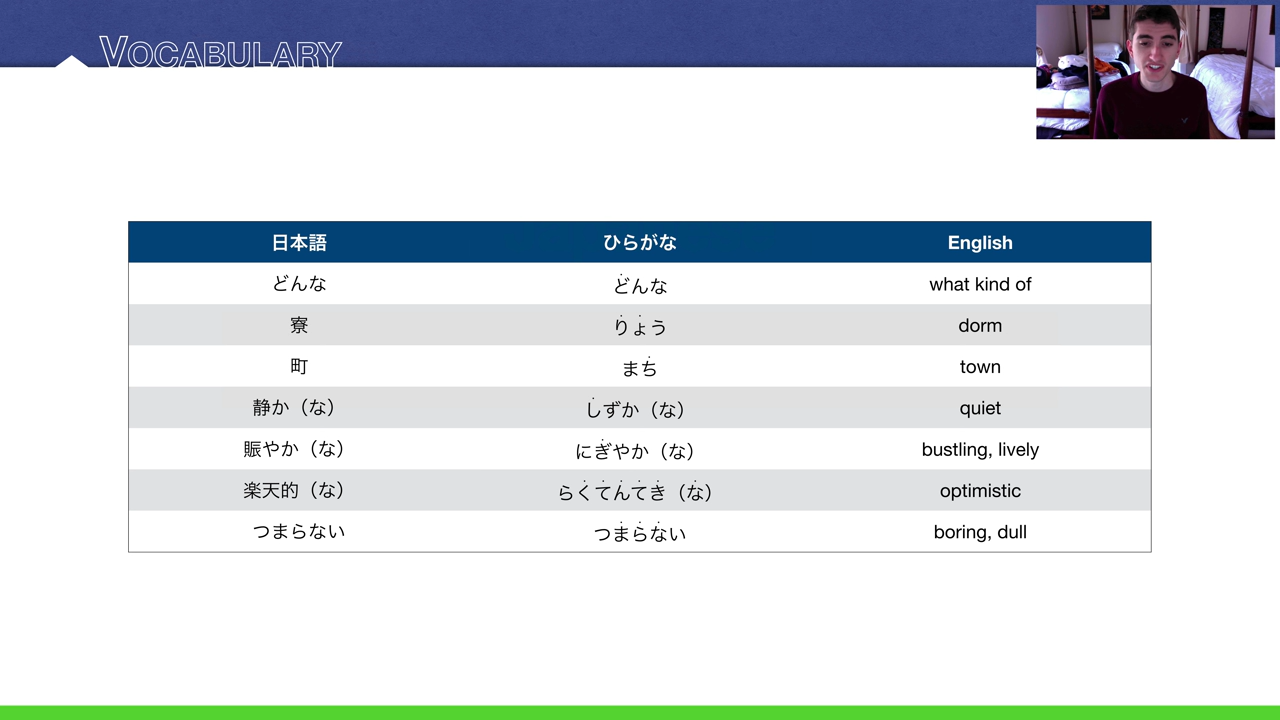 VOCABULARY
日本語 ひらがな English
どんな どんな what kind of
寮 りょう dorm
町 まち town
静か（な） しずか（な） quiet
賑やか（な） にぎやか（な） bustling, lively
楽天的（な） らくてんてき（な） optimistic
つまらない つまらない boring, dull